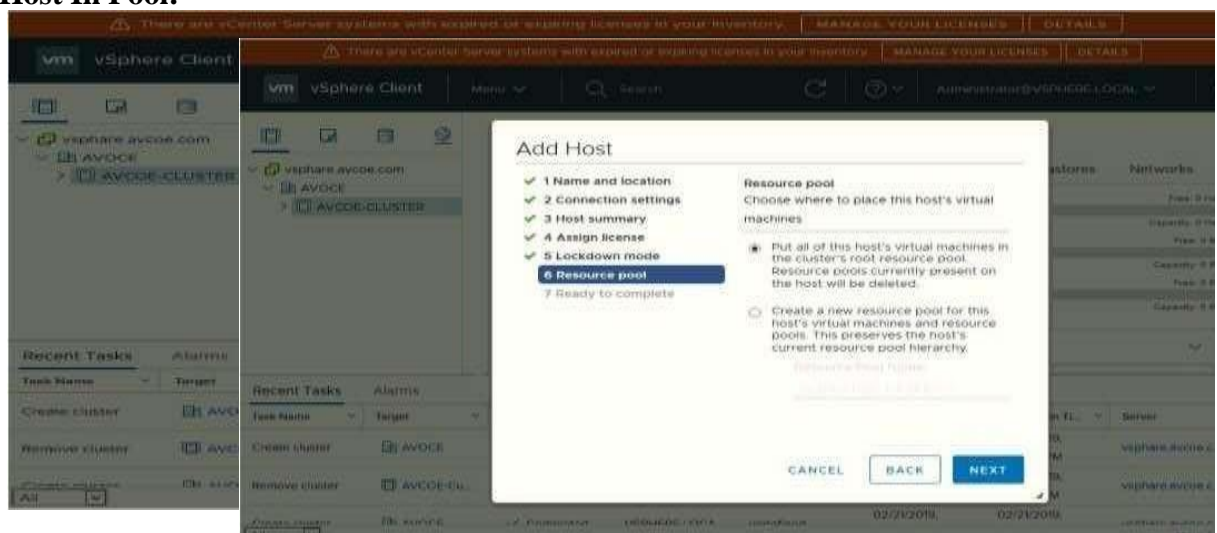 Host In Pool:
There are vCenter Server systems with expired or expiring licenses in your inventory. MANAGE YOUR LICENSES DETAILS
vm vSphere Client
vsphare.avcoe.com
AVOCE
AVCOE-CLUSTER
Recent Tasks Alarms
Task Name Target
Create cluster AVO
Remove cluster AVC
All
There are vCenter Server systems with expired or expiring licenses in your inventory MANAGE YOUR LICENSES DETAILS
vm vSphere Client Menu Search Administrator@VSPHERE.LOCAL
vsphare.avcoe.com
AVOCE
AVCOE-CLUSTER
Add Host
1 Name and location
2 Connection settings
3 Host summary
4 Assign license
5 Lockdown mode
6 Resource pool
7 Ready to complete
Resource pool
Choose where to place this host's virtual
machines
Put all of this host's virtual machines in
the cluster's root resource pool.
Resource pools currently present on
the host will be deleted.
Create a new resource pool for this
host's virtual machines and resource
pools. This preserves the host's
current resource pool hierarchy.
CANCEL BACK NEXT
astores Networks
Recent Tasks Alarms
Task Name Target Server
Create cluster AVOCE
Remove cluster AVCOE-Clu...
02/21/2019, 02/21/2019,